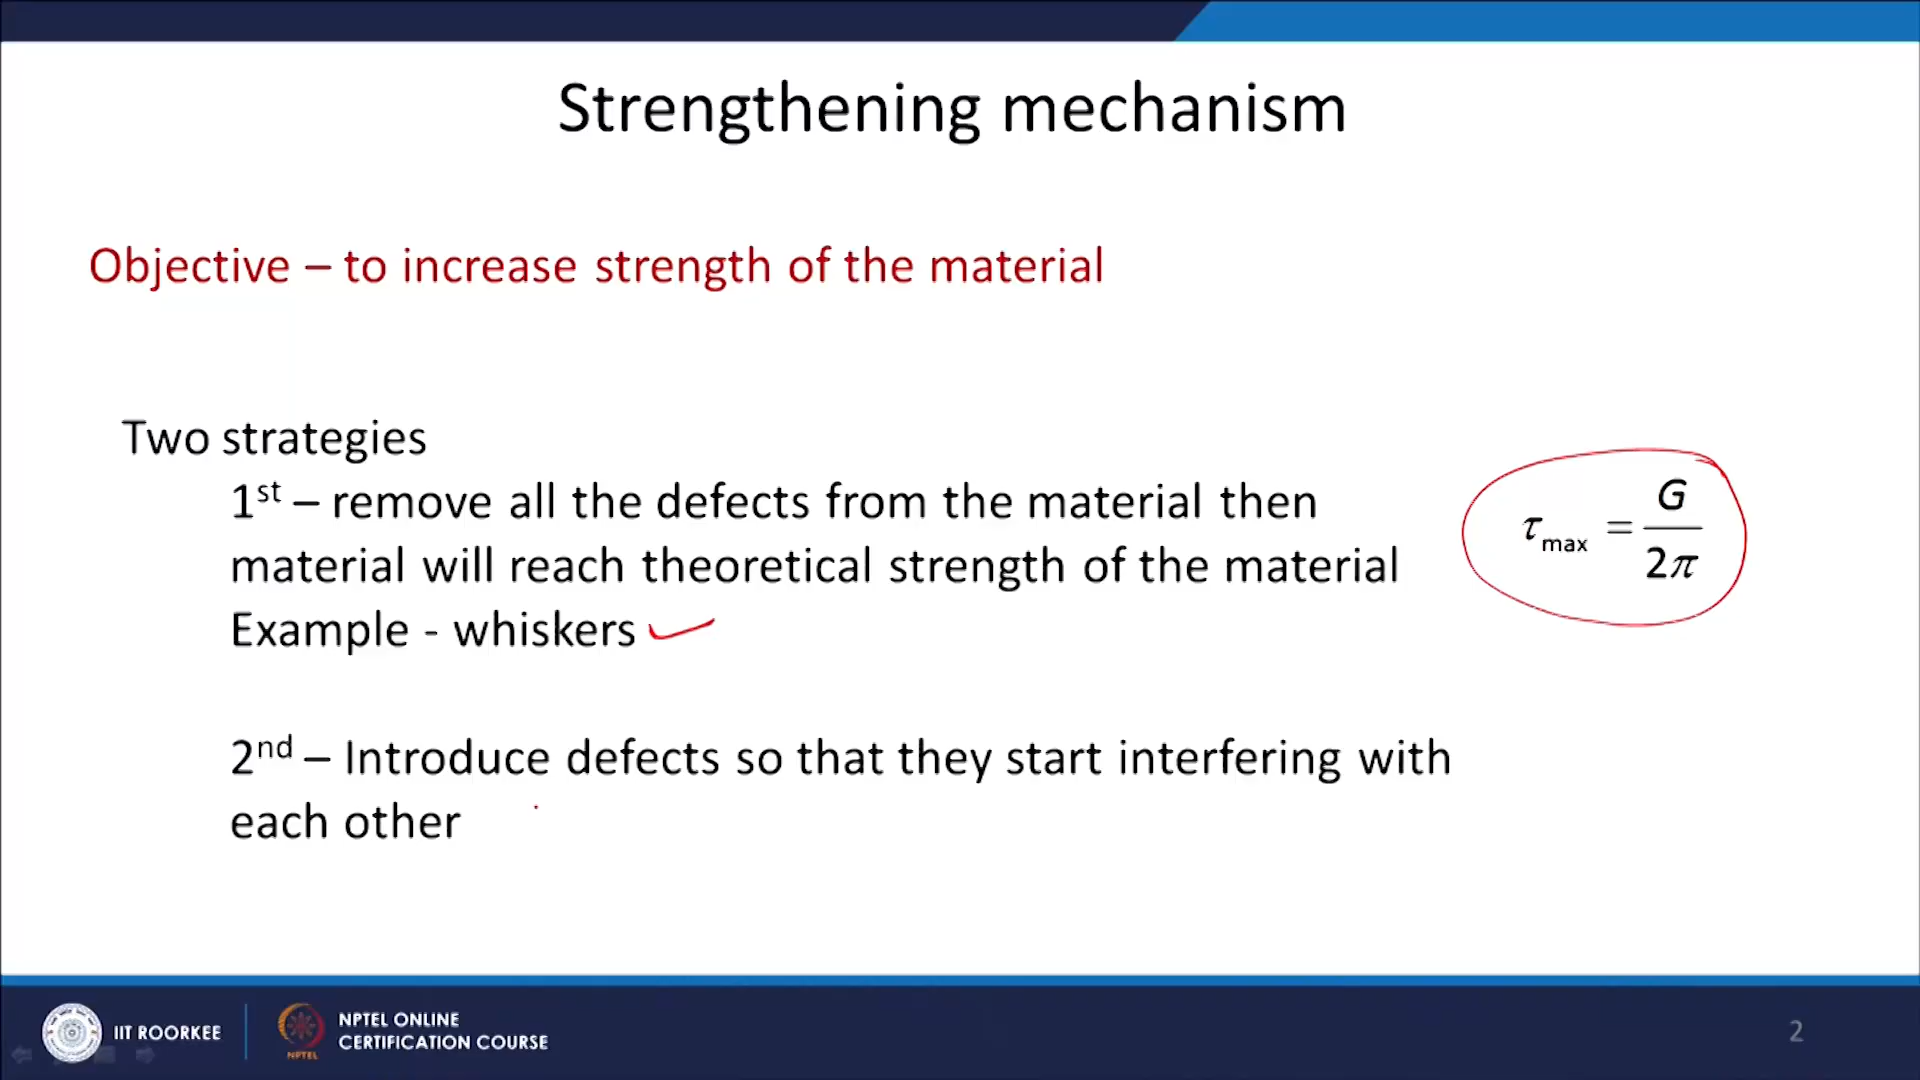 Strengthening mechanism
Objective – to increase strength of the material
Two strategies
1st – remove all the defects from the material then
material will reach theoretical strength of the material
Example - whiskers
τmax = G/2π
2nd – Introduce defects so that they start interfering with
each other
IIT ROORKEE
NPTEL
NPTEL ONLINE
CERTIFICATION COURSE
2